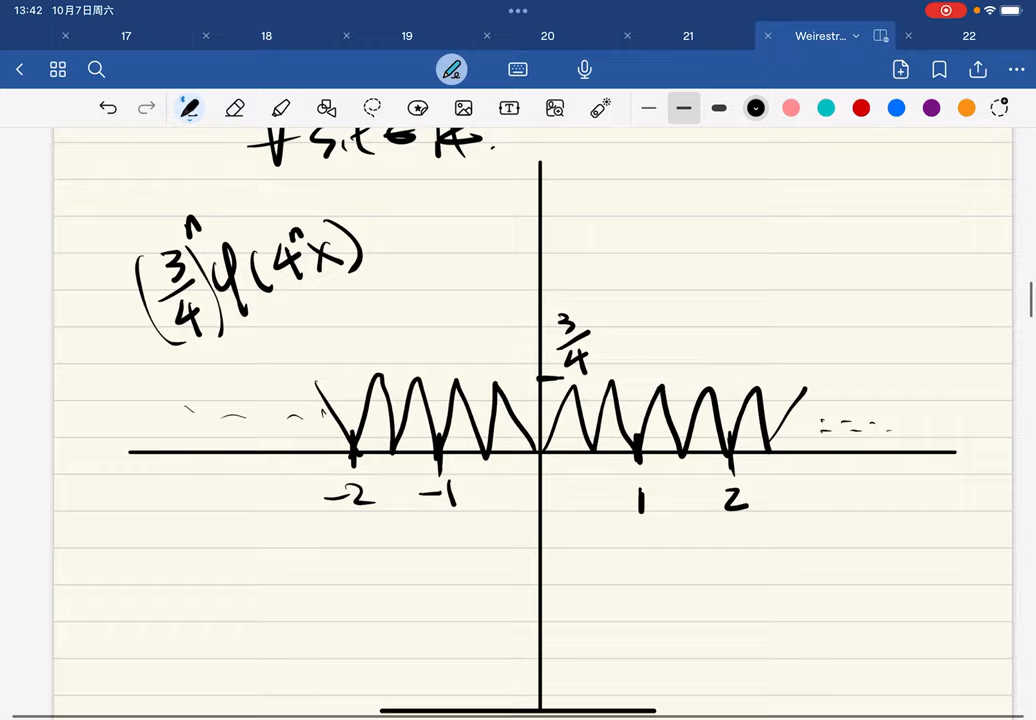 13:42 10月7日周六
17 18 19 20 21 Weirestr... 22
∀ s,t ∈ R.
(3/4)^n φ(4^n x)
3/4
-2 -1 1 2